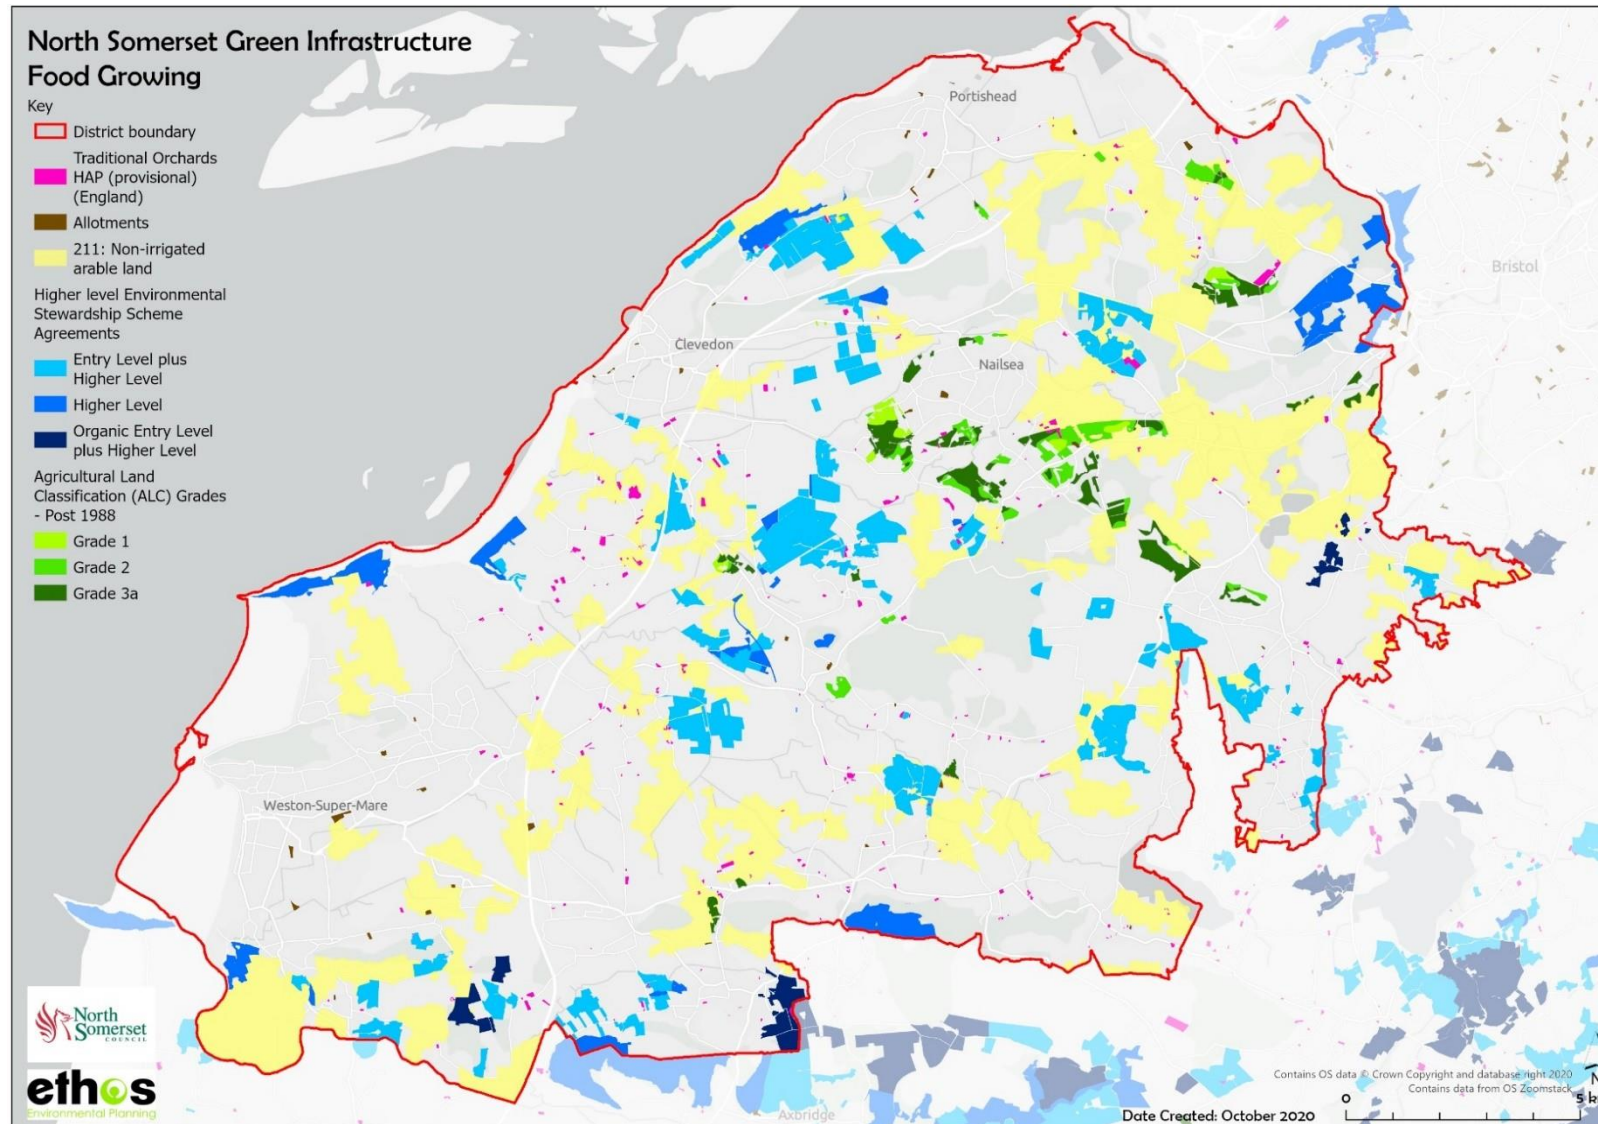 North Somerset Green Infrastructure
Food Growing
Key
District boundary
Traditional Orchards
HAP (provisional)
(England)
Allotments
211: Non-irrigated
arable land
Higher level Environmental
Stewardship Scheme
Agreements
Entry Level plus
Higher Level
Higher Level
Organic Entry Level
plus Higher Level
Agricultural Land
Classification (ALC) Grades
- Post 1988
Grade 1
Grade 2
Grade 3a
Portishead
Bristol
Clevedon
Nailsea
Weston-Super-Mare
Axbridge
North
Somerset
COUNCIL
ethos
Environmental Planning
Contains OS data © Crown Copyright and database right 2020
Contains data from OS Zoomstack
N
Date Created: October 2020
0
5 k